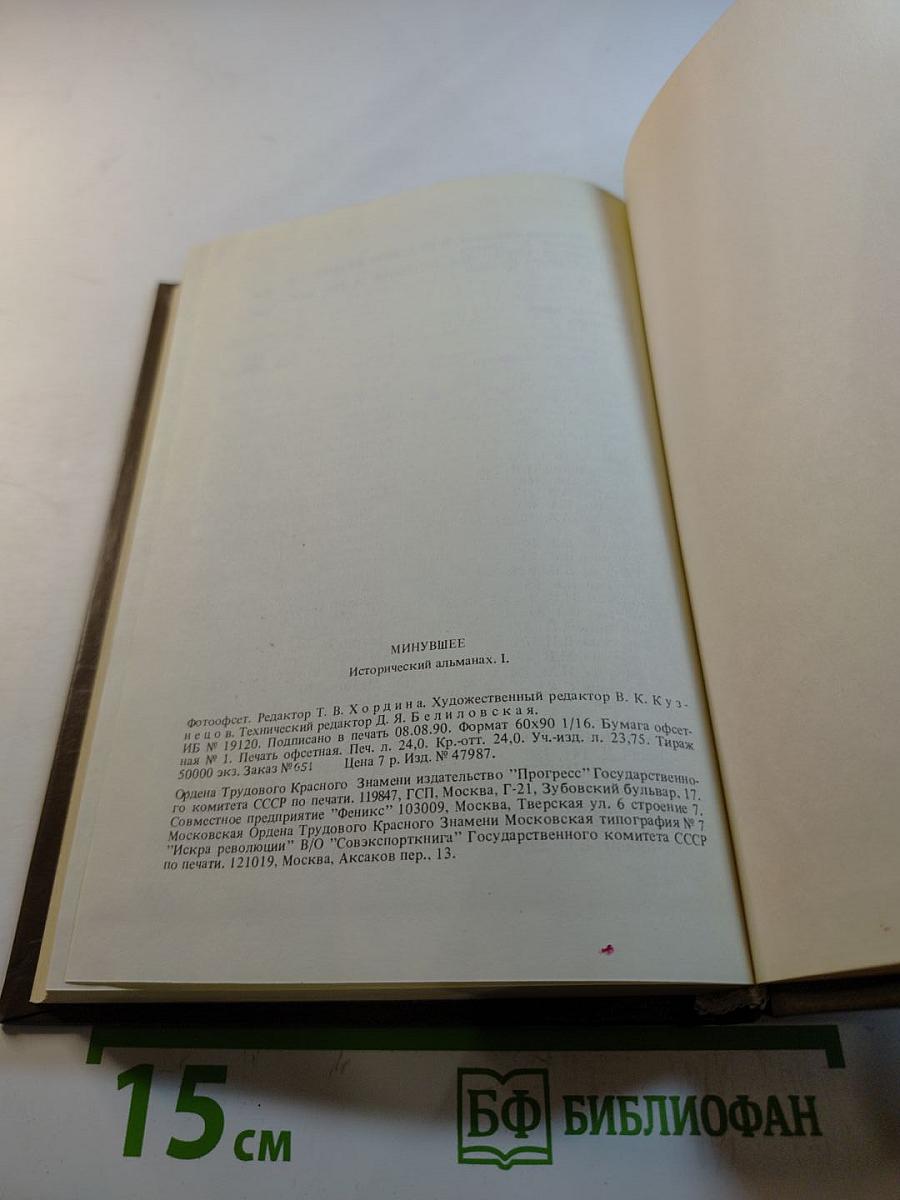 МИНУВШЕЕ
Исторический альманах. I.
Фотоофсет. Редактор Т. В. Хордина. Художественный редактор В. К. Куз-
нецов. Технический редактор Д. Я. Белиловская.
ИБ № 19120. Подписано в печать 08.08.90. Формат 60х90 1/16. Бумага офсет-
ная № 1. Печать офсетная. Печ. л. 24,0. Кр.-отт. 24,0. Уч.-изд. л. 23,75. Тираж
50000 экз. Заказ №651 Цена 7 р. Изд. № 47987.
Ордена Трудового Красного Знамени издательство "Прогресс" Государственно-
го комитета СССР по печати. 119847, ГСП, Москва, Г-21, Зубовский бульвар, 17.
Совместное предприятие "Феникс" 103009, Москва, Тверская ул. 6 строение 7.
Московская Ордена Трудового Красного Знамени Московская типография № 7
"Искра революции" В/О "Совэкспорткнига" Государственного комитета СССР
по печати. 121019, Москва, Аксаков пер., 13.
15 см
БФ БИБЛИОФАН